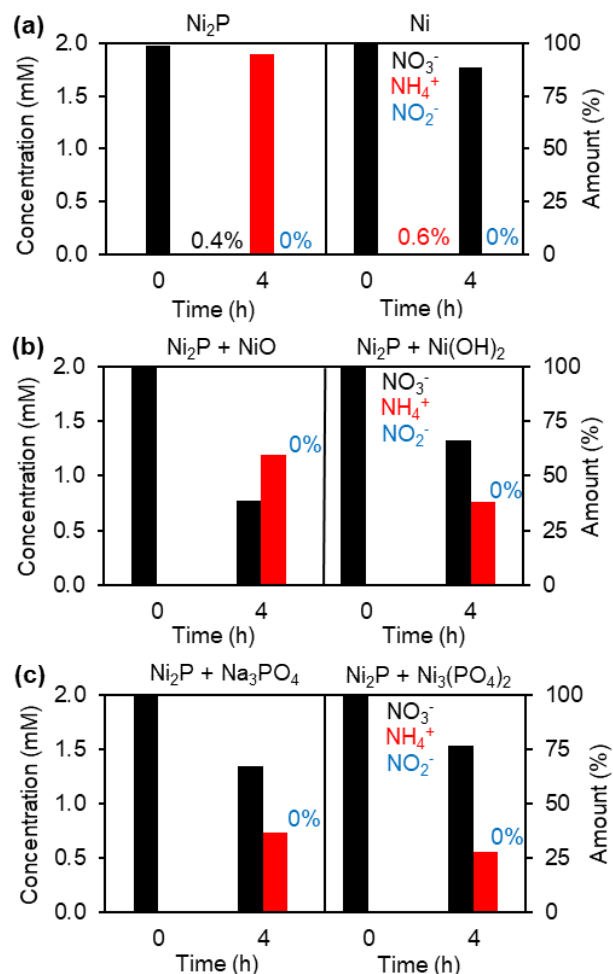 (a) Ni₂P Ni
Concentration (mM)
2.0
1.5
1.0
0.5
0.0
NO₃⁻
NH₄⁺
NO₂⁻
0.4% 0% 0.6% 0%
100
75
50
25
0
Amount (%)
0 4 0 4
Time (h) Time (h)
(b) Ni₂P + NiO Ni₂P + Ni(OH)₂
Concentration (mM)
2.0
1.5
1.0
0.5
0.0
0%
NO₃⁻
NH₄⁺
NO₂⁻
0%
100
75
50
25
0
Amount (%)
0 4 0 4
Time (h) Time (h)
(c) Ni₂P + Na₃PO₄ Ni₂P + Ni₃(PO₄)₂
Concentration (mM)
2.0
1.5
1.0
0.5
0.0
0%
NO₃⁻
NH₄⁺
NO₂⁻
0%
100
75
50
25
0
Amount (%)
0 4 0 4
Time (h) Time (h)